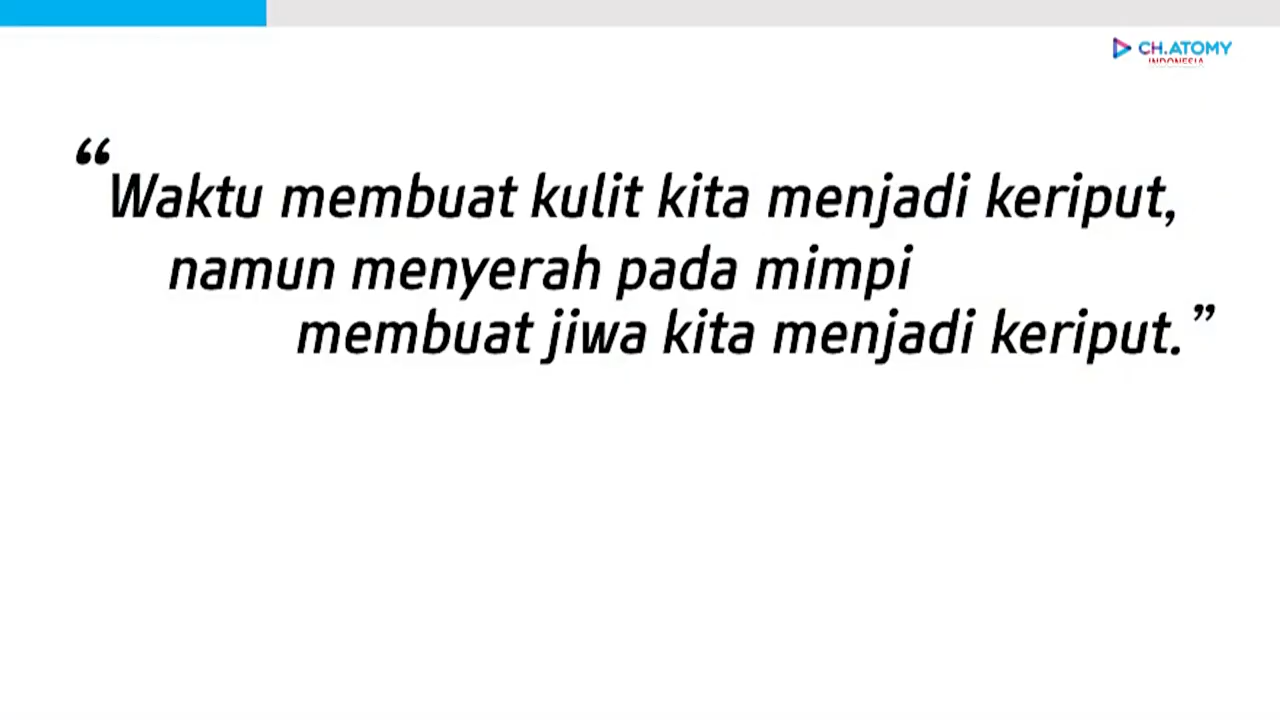 CH.ATOMY
INDONESIA
“Waktu membuat kulit kita menjadi keriput,
namun menyerah pada mimpi
membuat jiwa kita menjadi keriput.”